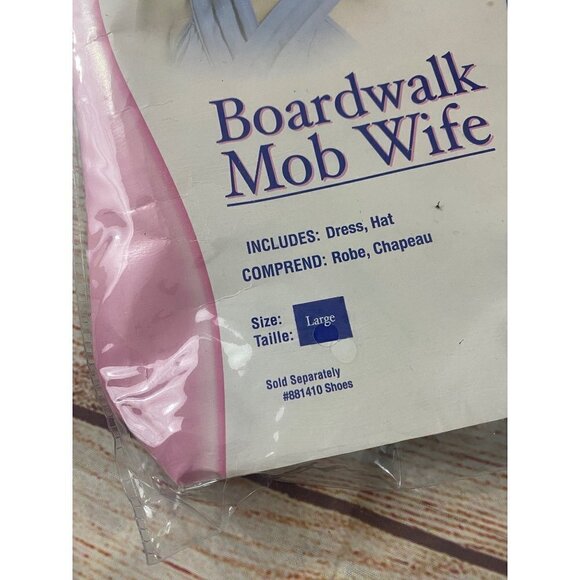 Boardwalk
Mob Wife
INCLUDES: Dress, Hat
COMPREND: Robe, Chapeau
Size: Large
Taille:
Sold Separately
#881410 Shoes